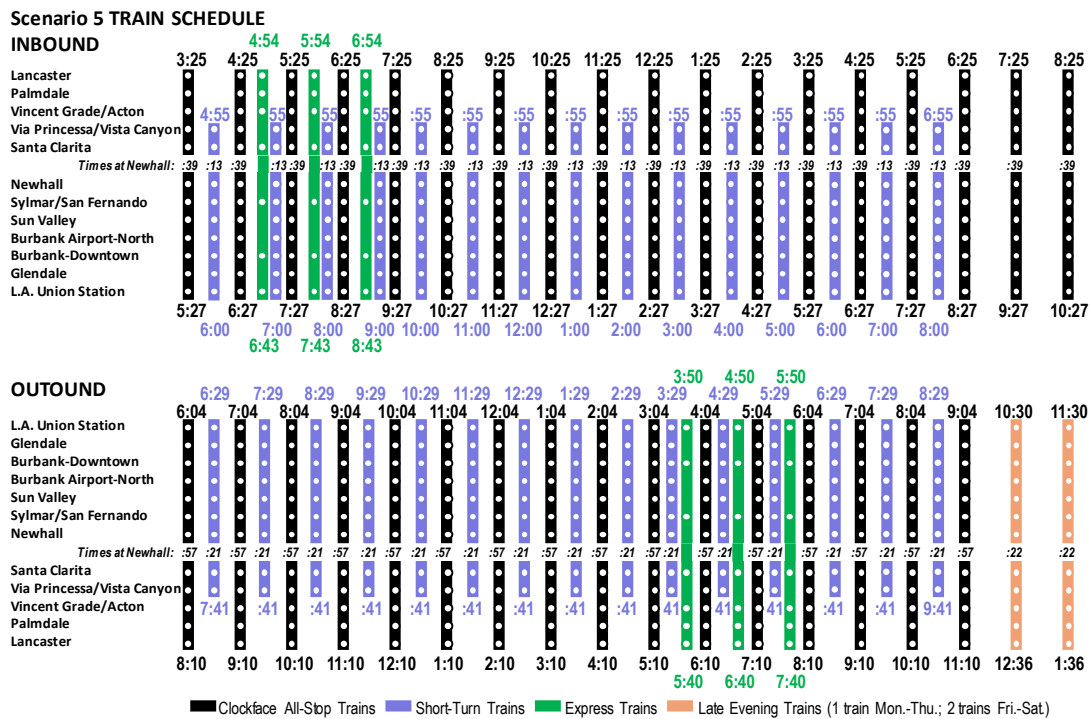 Scenario 5 TRAIN SCHEDULE
INBOUND
4:54 5:54 6:54
3:25 4:25 5:25 6:25 7:25 8:25 9:25 10:25 11:25 12:25 1:25 2:25 3:25 4:25 5:25 6:25 7:25 8:25
Lancaster
Palmdale
Vincent Grade/Acton 4:55 55 55 55 :55 :55 :55 :55 :55 :55 :55 :55 :55 :55 6:55
Via Princessa/Vista Canyon
Santa Clarita
Times at Newhall: :39 :13 :39 :13 :39 :13 :39 :13 :39 :13 :39 :13 :39 :13 :39 :13 :39 :13 :39 :13 :39 :13 :39 :13 :39 :13 :39 :13 :39 :13 :39 :39 :39
Newhall
Sylmar/San Fernando
Sun Valley
Burbank Airport-North
Burbank-Downtown
Glendale
L.A. Union Station
5:27 6:27 7:27 8:27 9:27 10:27 11:27 12:27 1:27 2:27 3:27 4:27 5:27 6:27 7:27 8:27 9:27 10:27
6:00 7:00 8:00 9:00 10:00 11:00 12:00 1:00 2:00 3:00 4:00 5:00 6:00 7:00 8:00
6:43 7:43 8:43
OUTOUND
3:50 4:50 5:50
6:29 7:29 8:29 9:29 10:29 11:29 12:29 1:29 2:29 3:29 4:29 5:29 6:29 7:29 8:29
6:04 7:04 8:04 9:04 10:04 11:04 12:04 1:04 2:04 3:04 4:04 5:04 6:04 7:04 8:04 9:04 10:30 11:30
L.A. Union Station
Glendale
Burbank-Downtown
Burbank Airport-North
Sun Valley
Sylmar/San Fernando
Newhall
Times at Newhall: :57 :21 :57 :21 :57 :21 :57 :21 :57 :21 :57 :21 :57 :21 :57 :21 :57 :21 :57 :21 :57 :21 :57 :21 :57 :21 :57 :21 :57 :21 :57 :22 :22
Santa Clarita
Via Princessa/Vista Canyon
Vincent Grade/Acton 7:41 :41 :41 :41 :41 :41 :41 :41 :41 41 :41 41 :41 :41 9:41
Palmdale
Lancaster
8:10 9:10 10:10 11:10 12:10 1:10 2:10 3:10 4:10 5:10 6:10 7:10 8:10 9:10 10:10 11:10 12:36 1:36
5:40 6:40 7:40
Clockface All-Stop Trains Short-Turn Trains Express Trains Late Evening Trains (1 train Mon.-Thu.; 2 trains Fri.-Sat.)